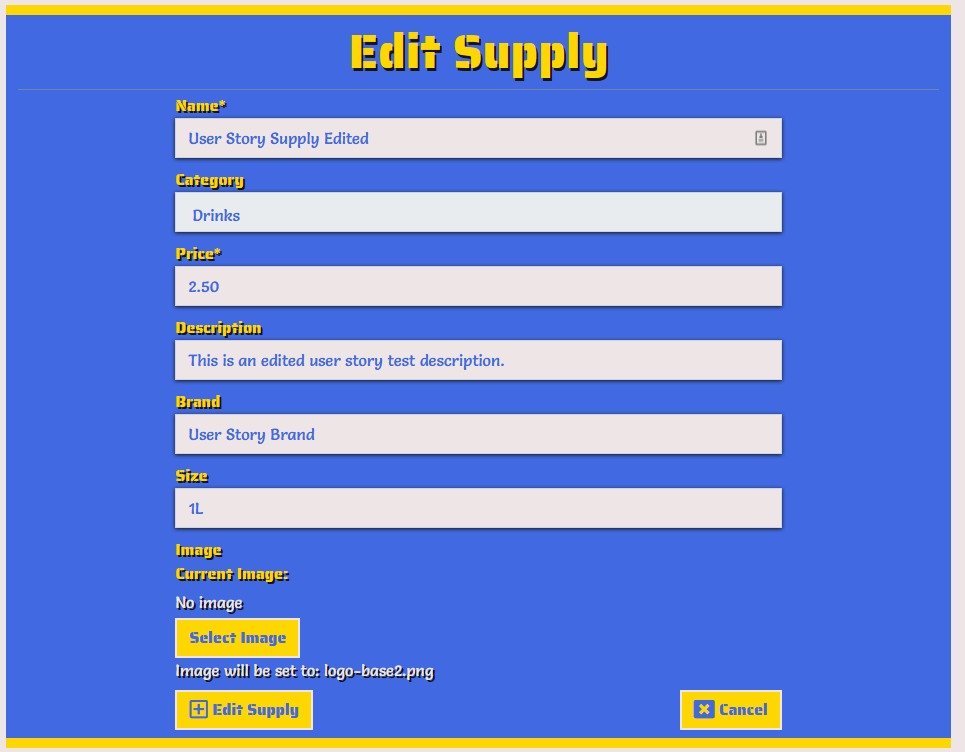 Edit Supply
Name*
User Story Supply Edited
Category
Drinks
Price*
2.50
Description
This is an edited user story test description.
Brand
User Story Brand
Size
1L
Image
Current Image:
No image
Select Image
Image will be set to: logo-base2.png
Edit Supply Cancel